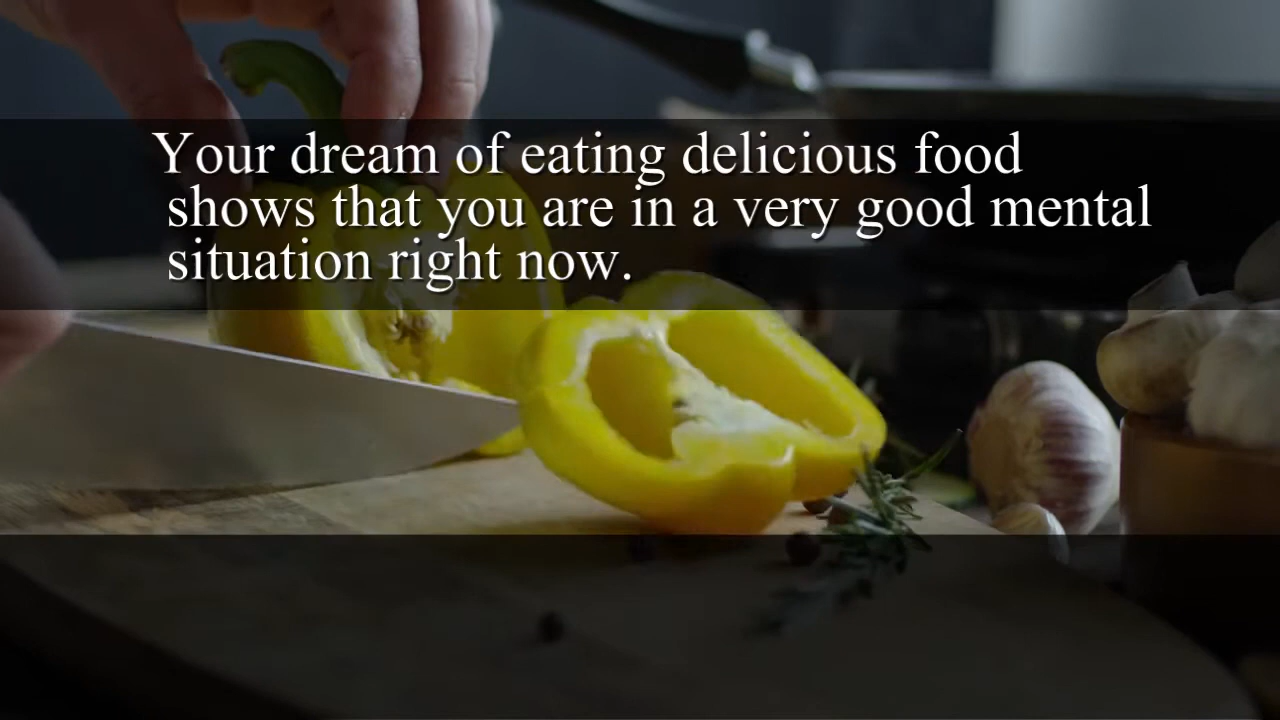 Your dream of eating delicious food
shows that you are in a very good mental
situation right now.